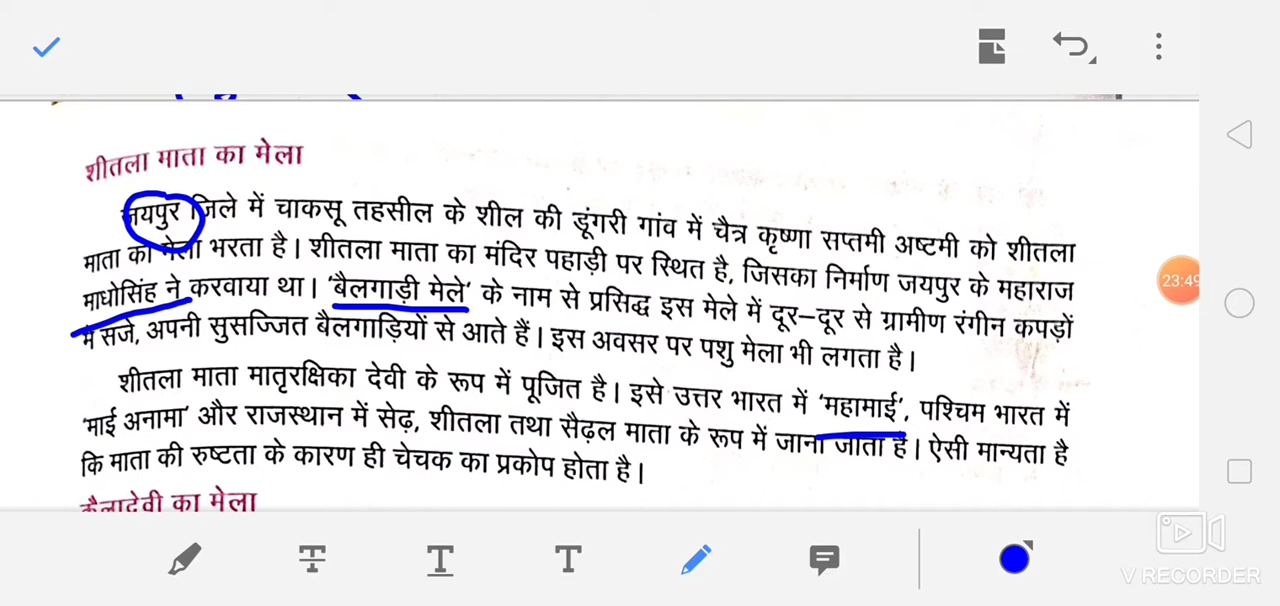 शीतला माता का मेला
जयपुर जिले में चाकसू तहसील के शील की डूंगरी गांव में चैत्र कृष्णा सप्तमी अष्टमी को शीतला
माता का मेला भरता है। शीतला माता का मंदिर पहाड़ी पर स्थित है, जिसका निर्माण जयपुर के महाराज
माधोसिंह ने करवाया था। 'बैलगाड़ी मेले' के नाम से प्रसिद्ध इस मेले में दूर–दूर से ग्रामीण रंगीन कपड़ों
में सजे, अपनी सुसज्जित बैलगाड़ियों से आते हैं। इस अवसर पर पशु मेला भी लगता है।
शीतला माता मातृरक्षिका देवी के रूप में पूजित है। इसे उत्तर भारत में 'महामाई', पश्चिम भारत में
'माई अनामा' और राजस्थान में सेढ़, शीतला तथा सैढ़ल माता के रूप में जाना जाता है। ऐसी मान्यता है
कि माता की रुष्टता के कारण ही चेचक का प्रकोप होता है।
कैलादेवी का मेला
23:49
T T T
V RECORDER